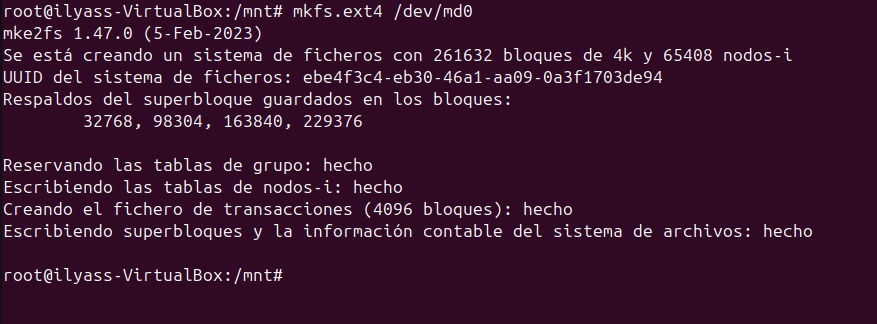 root@ilyass-VirtualBox:/mnt# mkfs.ext4 /dev/md0
mke2fs 1.47.0 (5-Feb-2023)
Se está creando un sistema de ficheros con 261632 bloques de 4k y 65408 nodos-i
UUID del sistema de ficheros: ebe4f3c4-eb30-46a1-aa09-0a3f1703de94
Respaldos del superbloque guardados en los bloques:
        32768, 98304, 163840, 229376

Reservando las tablas de grupo: hecho
Escribiendo las tablas de nodos-i: hecho
Creando el fichero de transacciones (4096 bloques): hecho
Escribiendo superbloques y la información contable del sistema de archivos: hecho

root@ilyass-VirtualBox:/mnt#